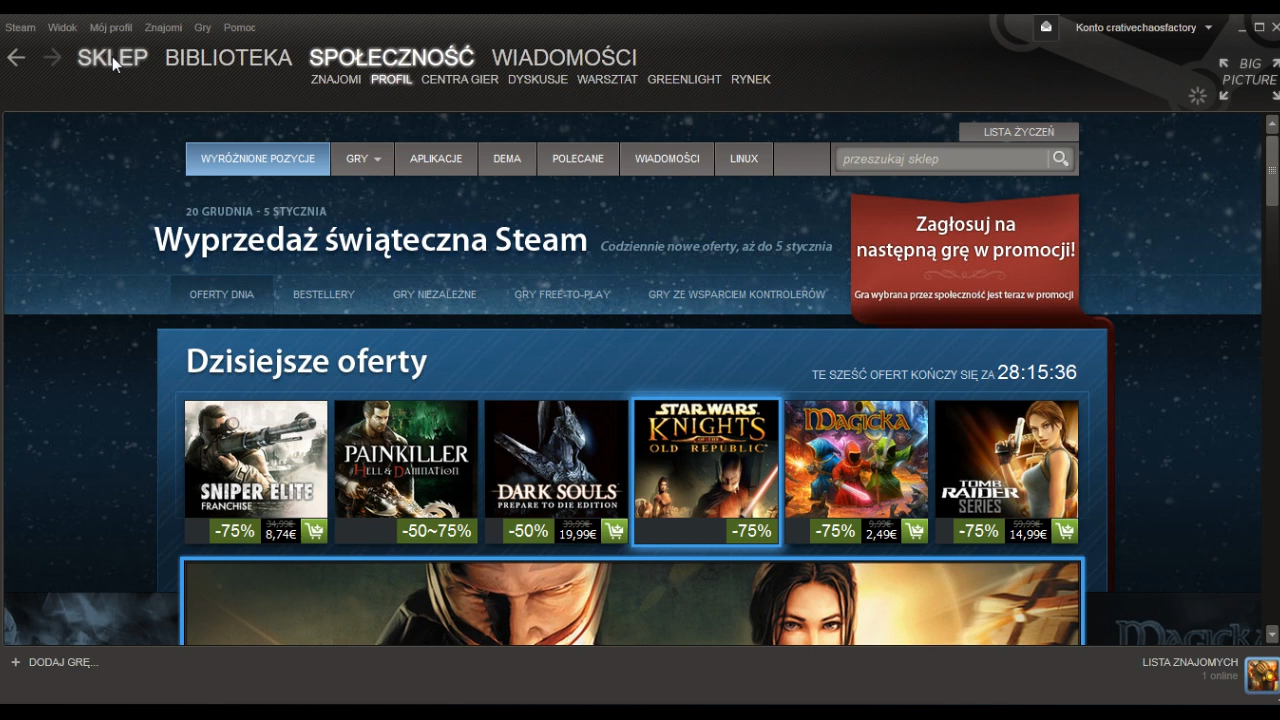 Steam Widok Mój profil Znajomi Gry Pomoc
Konto crativechaosfactory
SKLEP BIBLIOTEKA SPOŁECZNOŚĆ WIADOMOŚCI
BIG
PICTURE
ZNAJOMI PROFIL CENTRA GIER DYSKUSJE WARSZTAT GREENLIGHT RYNEK
LISTA ŻYCZEŃ
WYRÓŻNIONE POZYCJE GRY APLIKACJE DEMA POLECANE WIADOMOŚCI LINUX
przeszukaj sklep
20 GRUDNIA - 5 STYCZNIA
Wyprzedaż świąteczna Steam
Codziennie nowe oferty, aż do 5 stycznia
Zagłosuj na
następną grę w promocji!
Gra wybrana przez społeczność jest teraz w promocji
OFERTY DNIA BESTELLERY GRY NIEZALEŻNE GRY FREE-TO-PLAY GRY ZE WSPARCIEM KONTROLERÓW
Dzisiejsze oferty
TE SZEŚĆ OFERT KOŃCZY SIĘ ZA 28:15:36
SNIPER ELITE
FRANCHISE
PAINKILLER
HELL & DAMNATION
DARK SOULS
PREPARE TO DIE EDITION
STAR WARS
KNIGHTS
OF THE
OLD REPUBLIC
MAGICKA
TOMB
RAIDER
SERIES
-75% 34,99€ 8,74€
-50~75%
-50% 39,99€ 19,99€
-75%
-75% 9,99€ 2,49€
-75% 59,99€ 14,99€
MAGICKA
+ DODAJ GRĘ...
LISTA ZNAJOMYCH
1 online